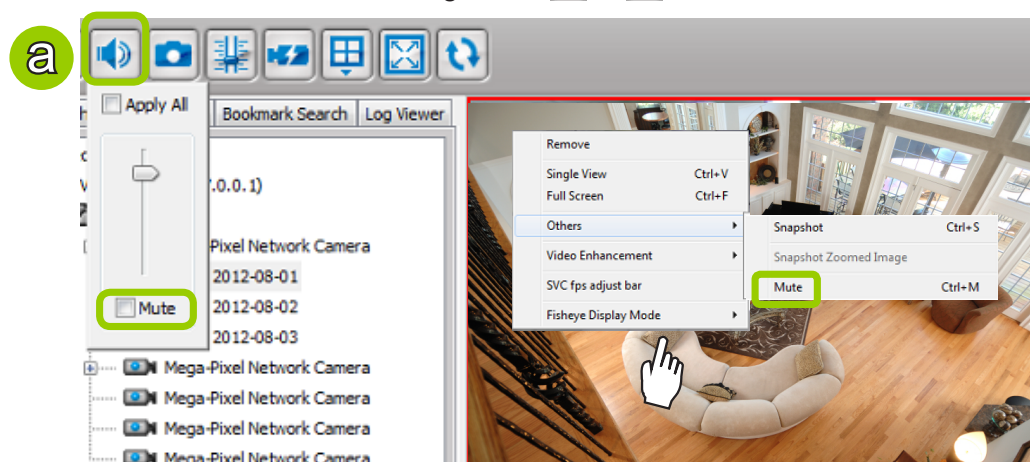 a
Apply All
Bookmark Search Log Viewer
.0.0.1)
-Pixel Network Camera
2012-08-01
2012-08-02
Mute
2012-08-03
Mega-Pixel Network Camera
Mega-Pixel Network Camera
Mega-Pixel Network Camera
Mega-Pixel Network Camera
Remove
Single View Ctrl+V
Full Screen Ctrl+F
Others
Video Enhancement
SVC fps adjust bar
Fisheye Display Mode
Snapshot Ctrl+S
Snapshot Zoomed Image
Mute Ctrl+M